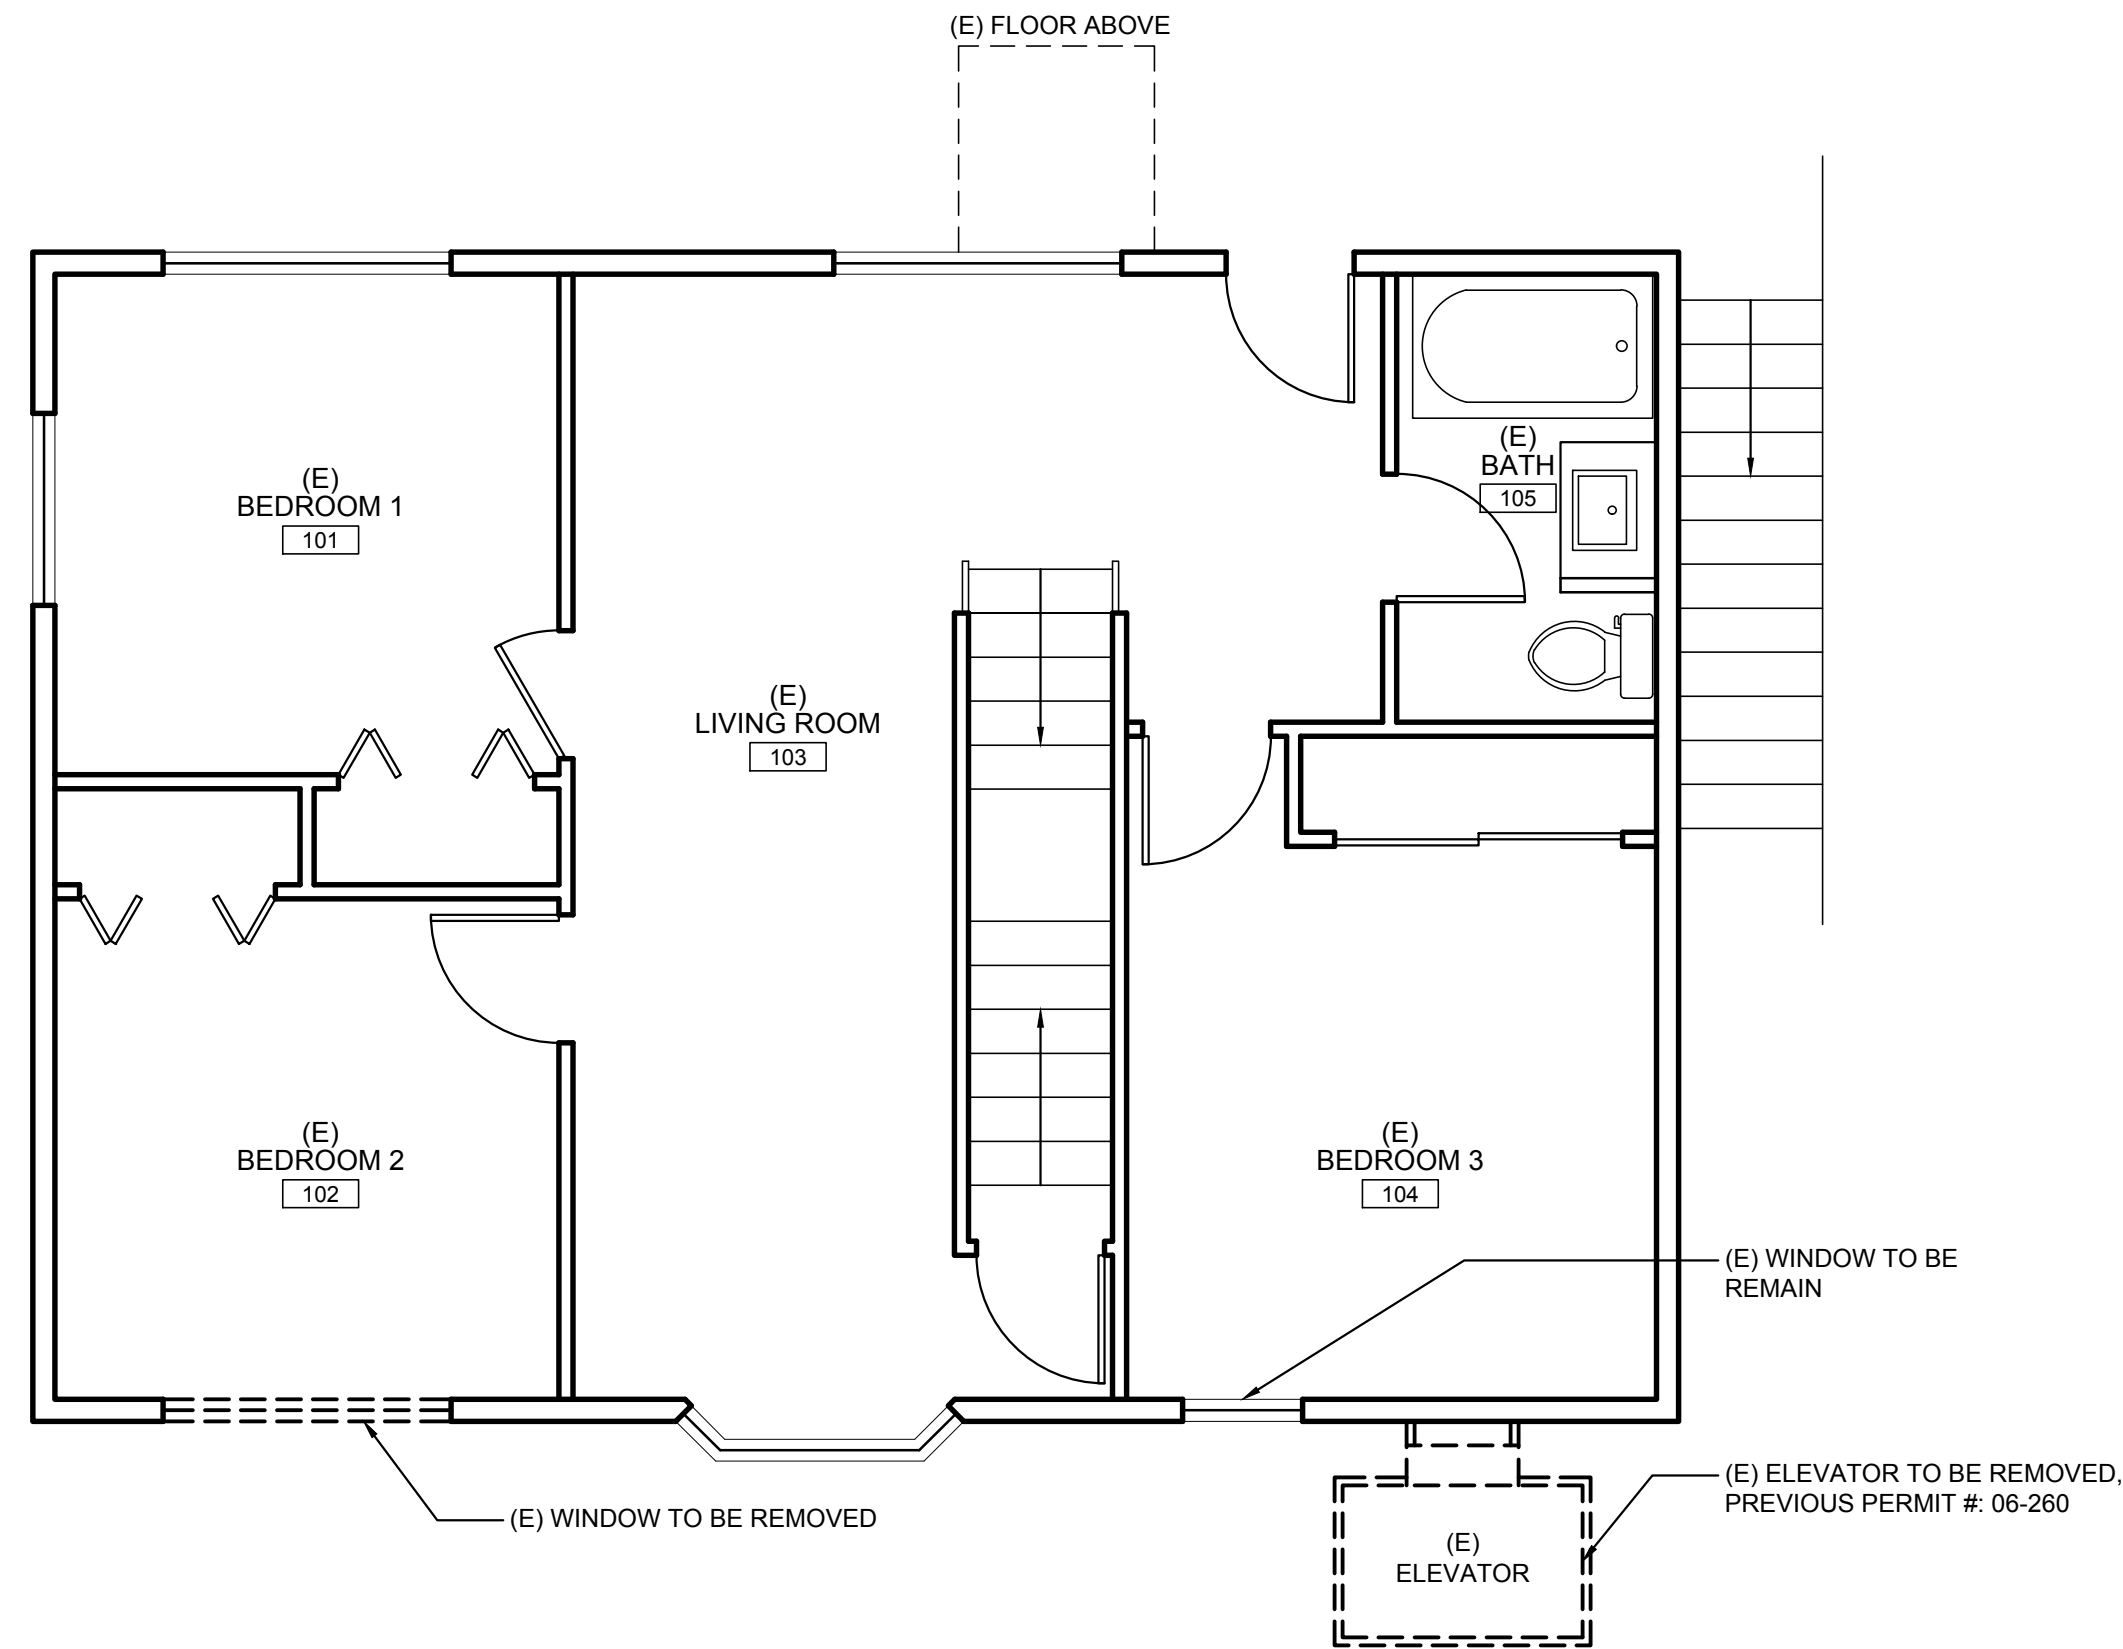 (E) FLOOR ABOVE
(E)
BATH
105
(E)
BEDROOM 1
101
(E)
LIVING ROOM
103
(E)
BEDROOM 2
102
(E)
BEDROOM 3
104
(E) WINDOW TO BE
REMAIN
(E) ELEVATOR TO BE REMOVED,
PREVIOUS PERMIT #: 06-260
(E) WINDOW TO BE REMOVED
(E)
ELEVATOR